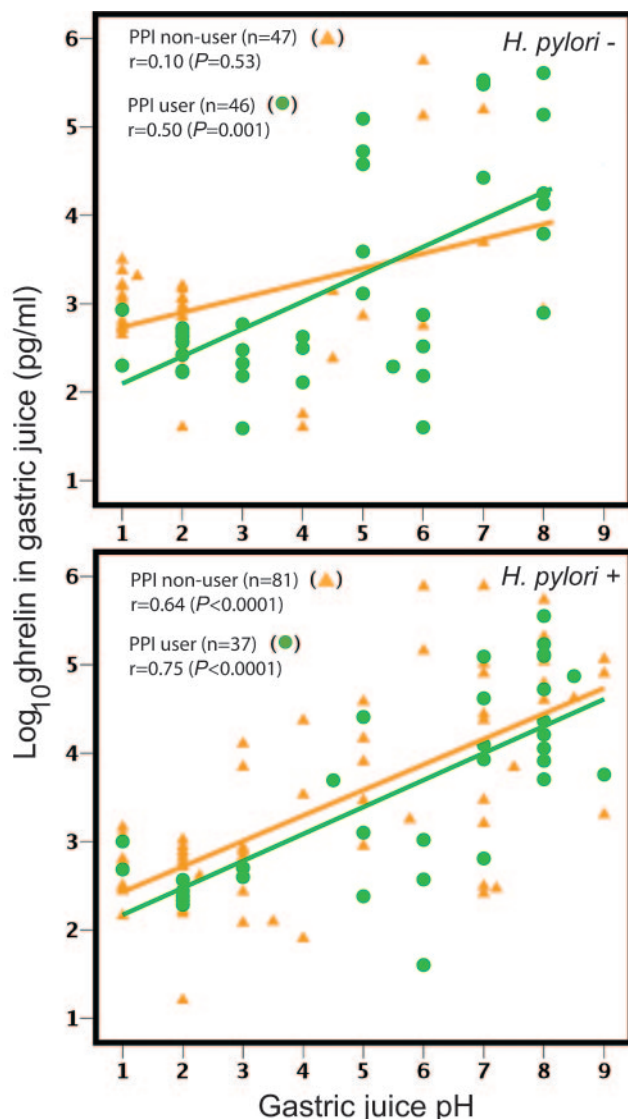 PPI non-user (n=47) (▲)
H. pylori -
r=0.10 (P=0.53)
PPI user (n=46) (●)
r=0.50 (P=0.001)
6
5
4
3
2
1
1 2 3 4 5 6 7 8 9
PPI non-user (n=81) (▲)
H. pylori +
r=0.64 (P<0.0001)
PPI user (n=37) (●)
r=0.75 (P<0.0001)
6
5
4
3
2
1
1 2 3 4 5 6 7 8 9
Log10ghrelin in gastric juice (pg/ml)
Gastric juice pH